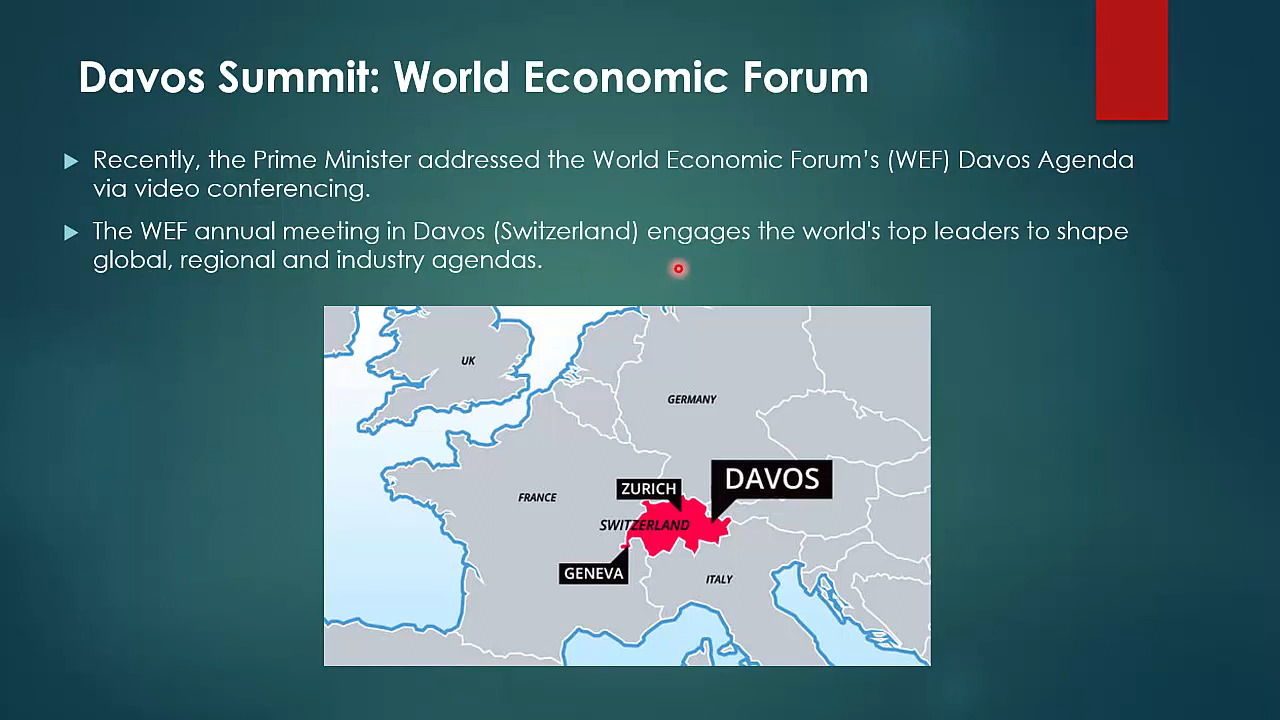 Davos Summit: World Economic Forum
Recently, the Prime Minister addressed the World Economic Forum's (WEF) Davos Agenda
via video conferencing.
The WEF annual meeting in Davos (Switzerland) engages the world's top leaders to shape
global, regional and industry agendas.
UK
GERMANY
DAVOS
ZURICH
FRANCE
SWITZERLAND
GENEVA
ITALY